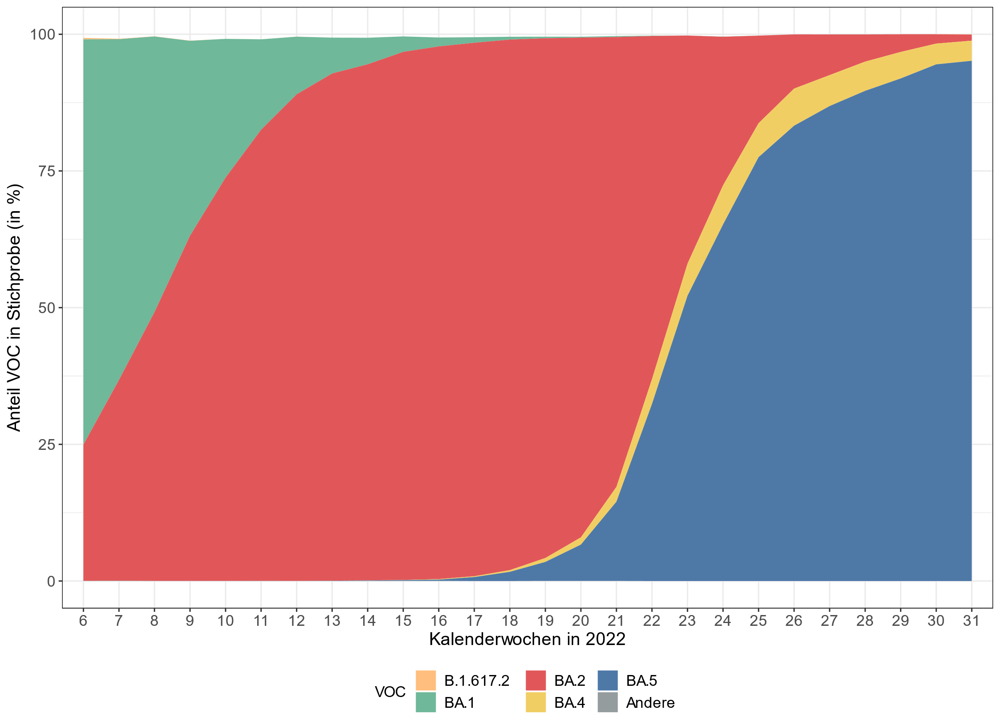 Anteil VOC in Stichprobe (in %)
100
75
50
25
0
6 7 8 9 10 11 12 13 14 15 16 17 18 19 20 21 22 23 24 25 26 27 28 29 30 31
Kalenderwochen in 2022
VOC
B.1.617.2 BA.2 BA.5
BA.1 BA.4 Andere